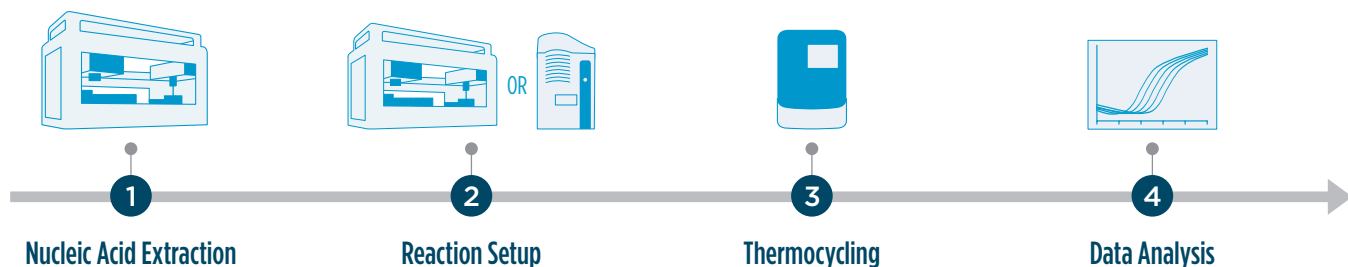 OR
1
2
3
4
Nucleic Acid Extraction
Reaction Setup
Thermocycling
Data Analysis